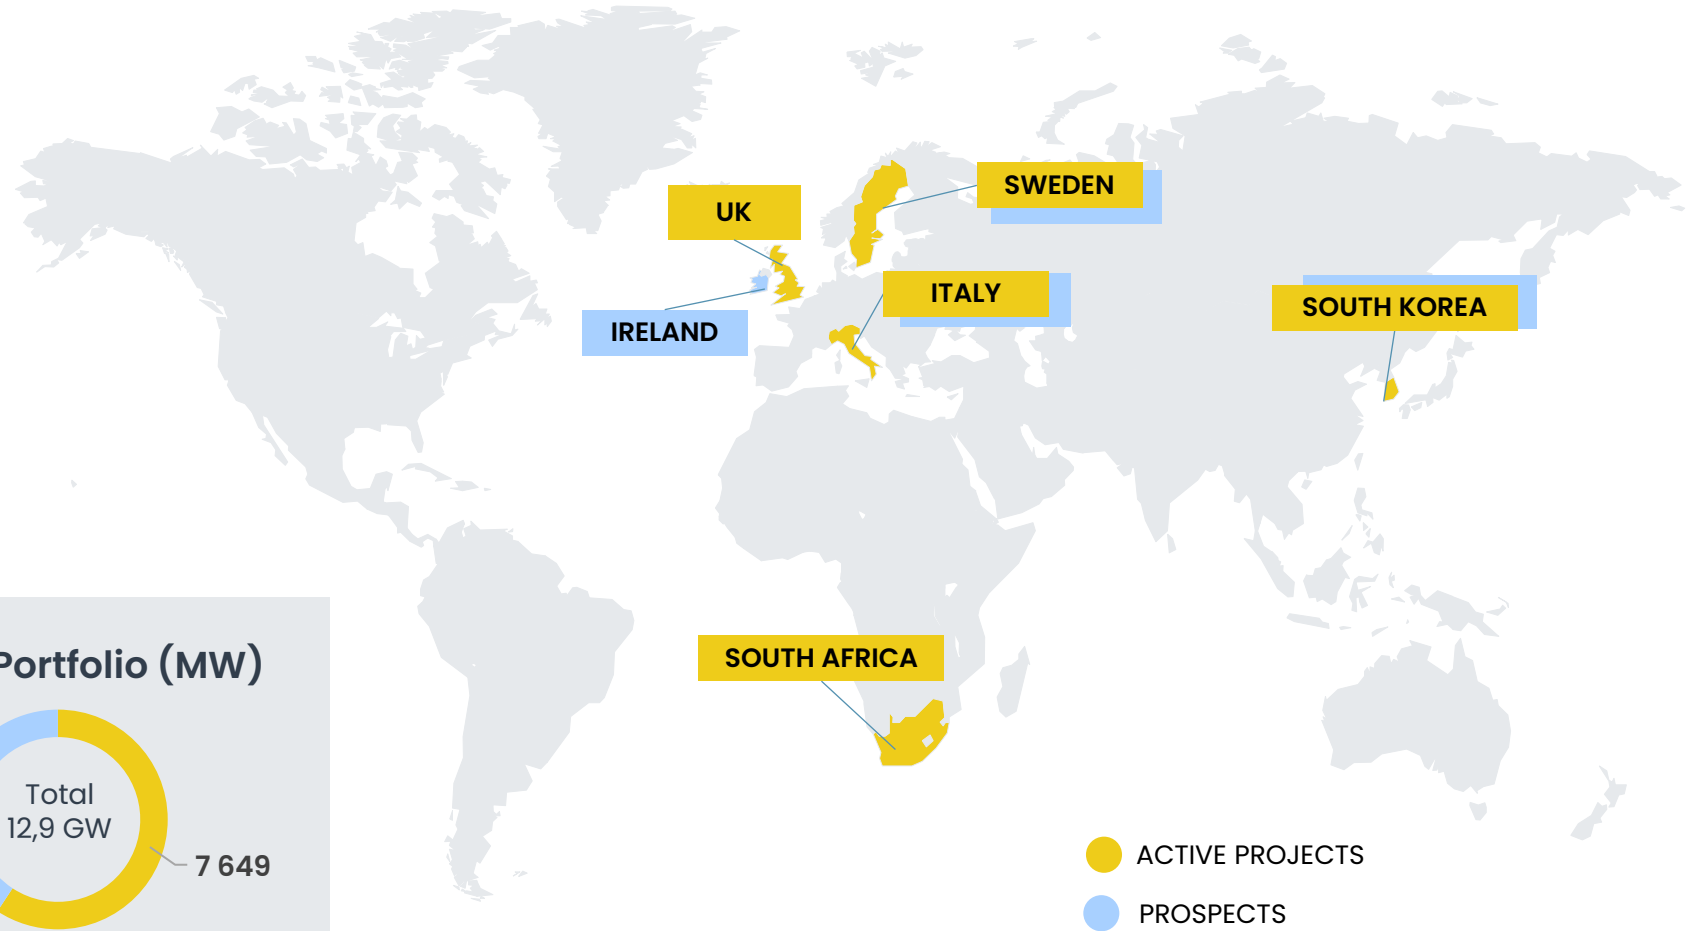 SWEDEN
UK
ITALY
SOUTH KOREA
IRELAND
SOUTH AFRICA
Portfolio (MW)
Total
12,9 GW
7 649
ACTIVE PROJECTS
PROSPECTS